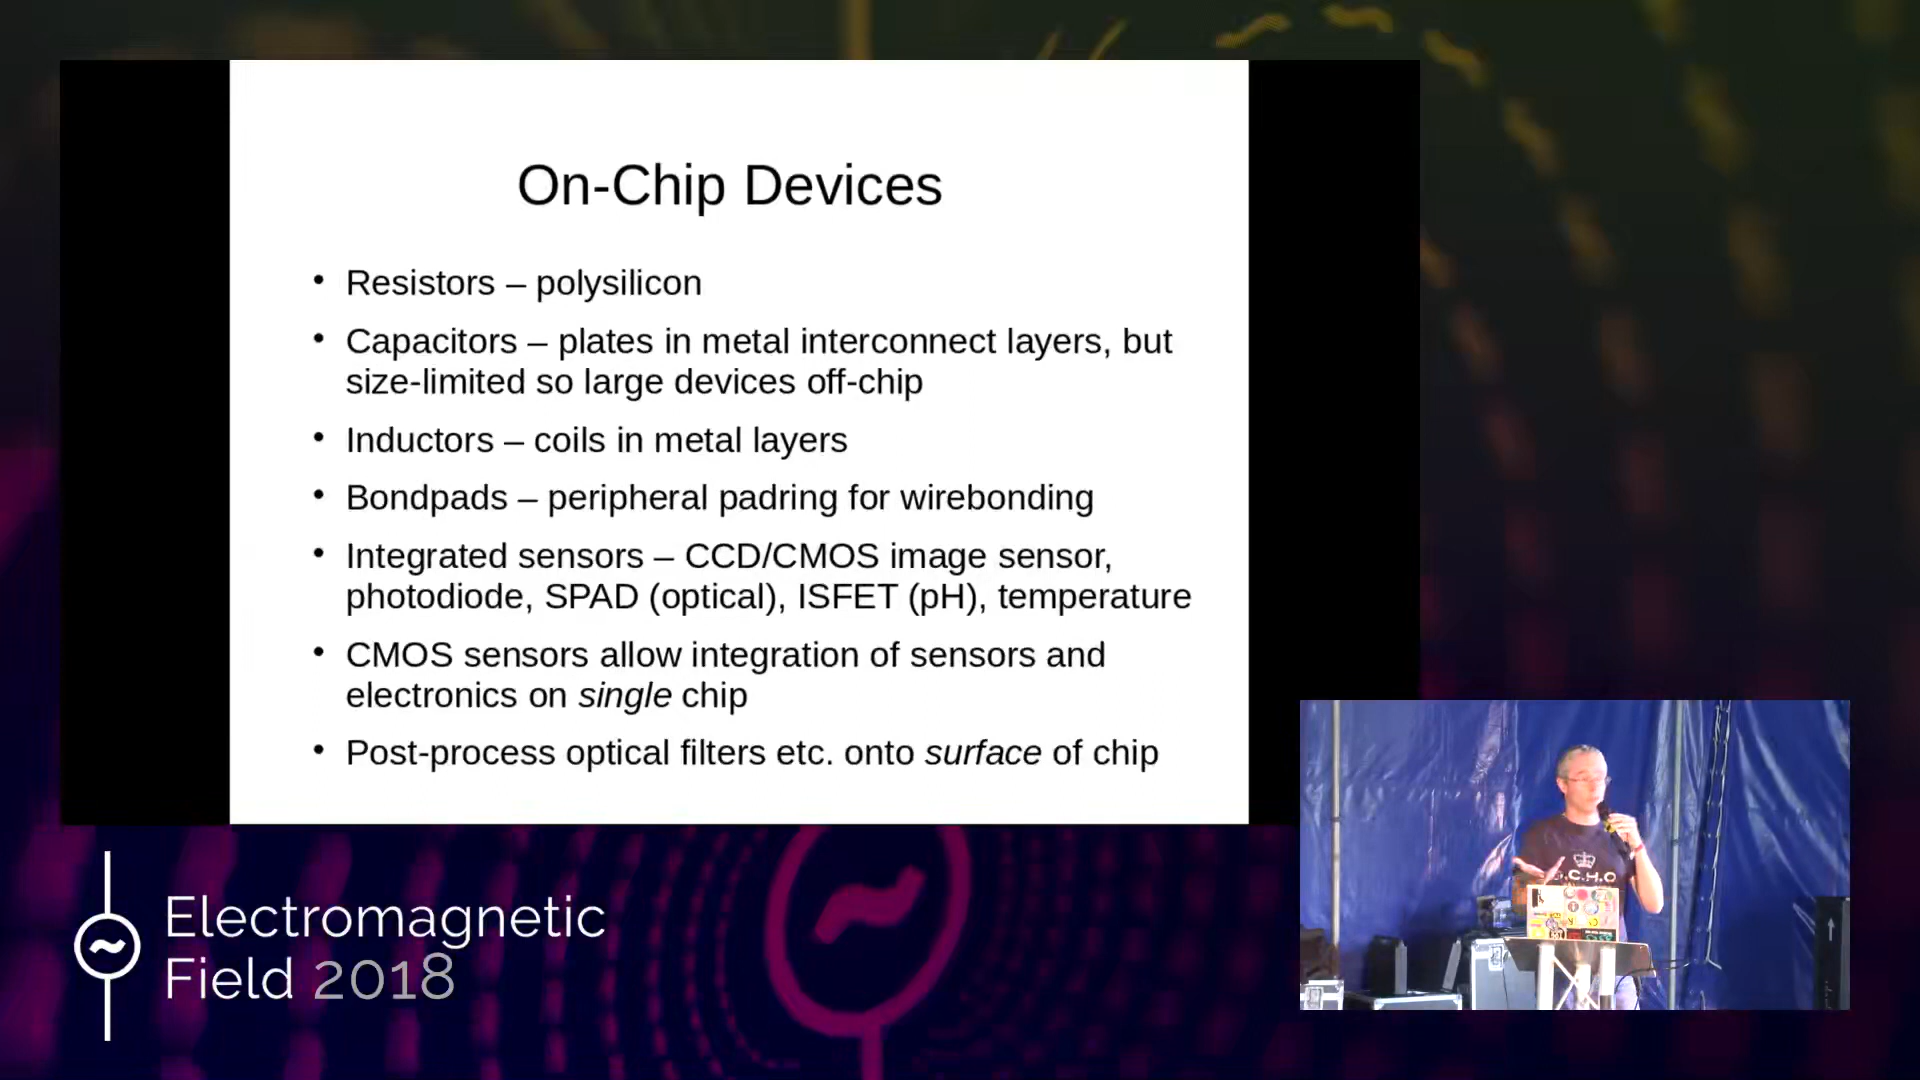 On-Chip Devices
• Resistors – polysilicon
• Capacitors – plates in metal interconnect layers, but
size-limited so large devices off-chip
• Inductors – coils in metal layers
• Bondpads – peripheral padring for wirebonding
• Integrated sensors – CCD/CMOS image sensor,
photodiode, SPAD (optical), ISFET (pH), temperature
• CMOS sensors allow integration of sensors and
electronics on single chip
• Post-process optical filters etc. onto surface of chip
Electromagnetic
Field 2018